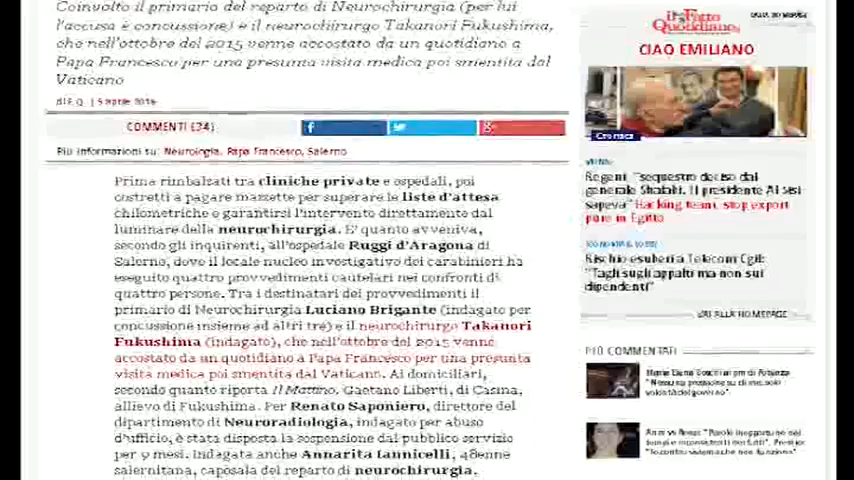 Coinvolto il primario del reparto di Neurochirurgia (per lui
l'accusa è concussione) e il neurochirurgo Takanori Fukushima,
che nell'ottobre del 2015 venne accostato da un quotidiano a
Papa Francesco per una presunta visita medica poi smentita dal
Vaticano
COMMENTI (34)
Più informazioni su: Neurologia, Papa Francesco, Salerno
Prima rimbalzati tra cliniche private e ospedali, poi
costretti a pagare mazzette per superare le liste d'attesa
chilometriche e garantirsi l'intervento direttamente dal
luminare della neurochirurgia. E' quanto avveniva,
secondo gli inquirenti, all'ospedale Ruggi d'Aragona di
Salerno, dove il locale nucleo investigativo dei carabinieri ha
eseguito quattro provvedimenti cautelari nei confronti di
quattro persone. Tra i destinatari dei provvedimenti il
primario di Neurochirurgia Luciano Brigante (indagato per
concussione insieme ad altri tre) e il neurochirurgo Takanori
Fukushima (indagato), che nell'ottobre del 2015 venne
accostato da un quotidiano a Papa Francesco per una presunta
visita medica poi smentita dal Vaticano. Ai domiciliari,
secondo quanto riporta Il Mattino, Gaetano Liberti, di Casina,
allievo di Fukushima. Per Renato Saponiero, direttore del
dipartimento di Neuroradiologia, indagato per abuso
d'ufficio, è stata disposta la sospensione dal pubblico servizio
per 9 mesi. Indagata anche Annarita Iannicelli, 48enne
salernitana, caposala del reparto di neurochirurgia.
il Fatto
Quotidiano
CIAO EMILIANO
Cronaca
Regeni, "sequestro deciso dal
generale Shalabi. Il presidente Al Sisi
sapeva" Hacking team, stop export
pure in Egitto
Rischio esuberi a Telecom Cgil:
"Tagli sugli appalti ma non sui
dipendenti"
VAI ALLA HOMEPAGE
PIÙ COMMENTATI